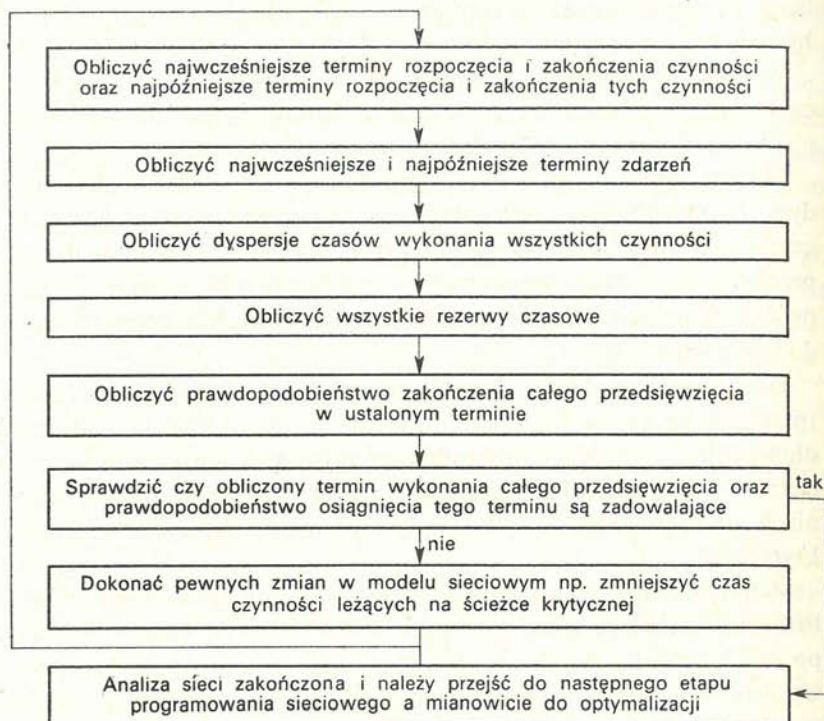 Obliczyć najwcześniejsze terminy rozpoczęcia i zakończenia czynności
oraz najpóźniejsze terminy rozpoczęcia i zakończenia tych czynności
Obliczyć najwcześniejsze i najpóźniejsze terminy zdarzeń
Obliczyć dyspersje czasów wykonania wszystkich czynności
Obliczyć wszystkie rezerwy czasowe
Obliczyć prawdopodobieństwo zakończenia całego przedsięwzięcia
w ustalonym terminie
Sprawdzić czy obliczony termin wykonania całego przedsięwzięcia oraz
prawdopodobieństwo osiągnięcia tego terminu są zadowalające
tak
nie
Dokonać pewnych zmian w modelu sieciowym np. zmniejszyć czas
czynności leżących na ścieżce krytycznej
Analiza sieci zakończona i należy przejść do następnego etapu
programowania sieciowego a mianowicie do optymalizacji